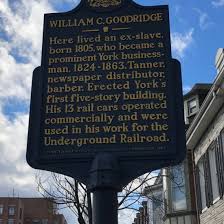 WILLIAM C. GOODRIDGE
Here lived an ex-slave,
born 1805, who became a
prominent York business-
man, 1824-1863. Tanner,
newspaper distributor,
barber. Erected York's
first five-story building.
His 13 rail cars operated
commercially and were
used in his work for the
Underground Railroad.